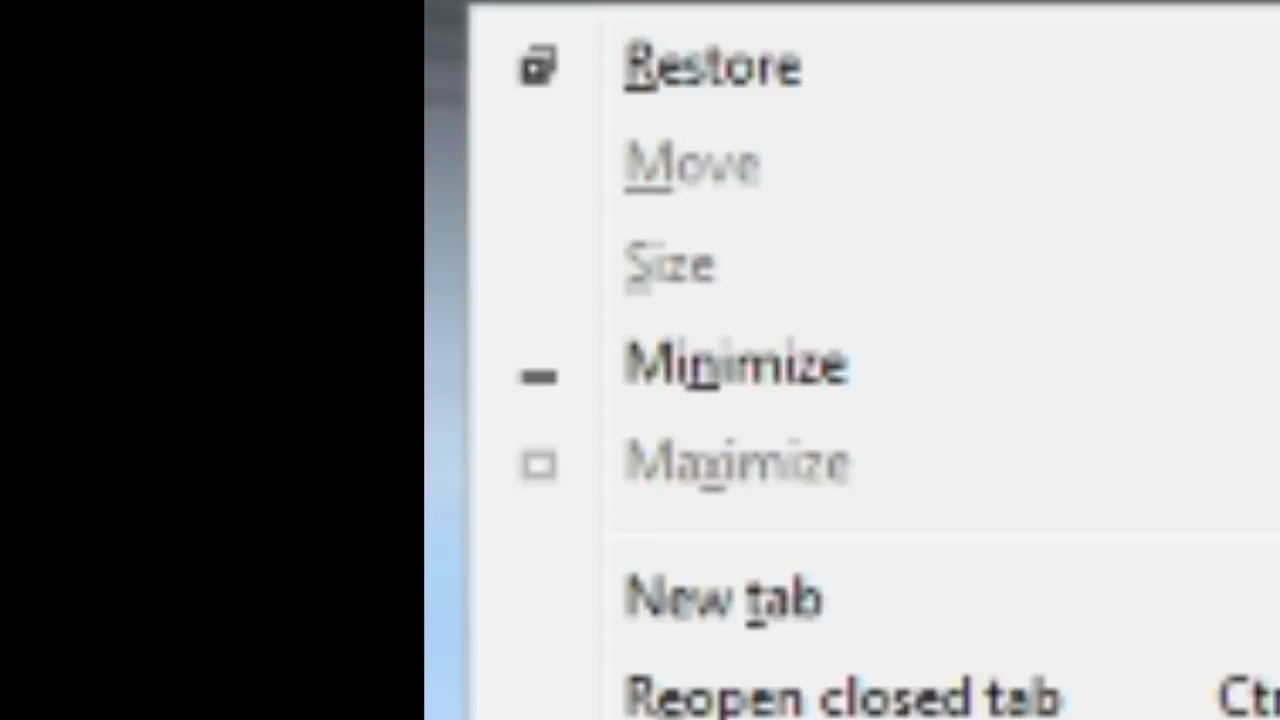 Restore
Move
Size
Minimize
Maximize
New tab
Reopen closed tab